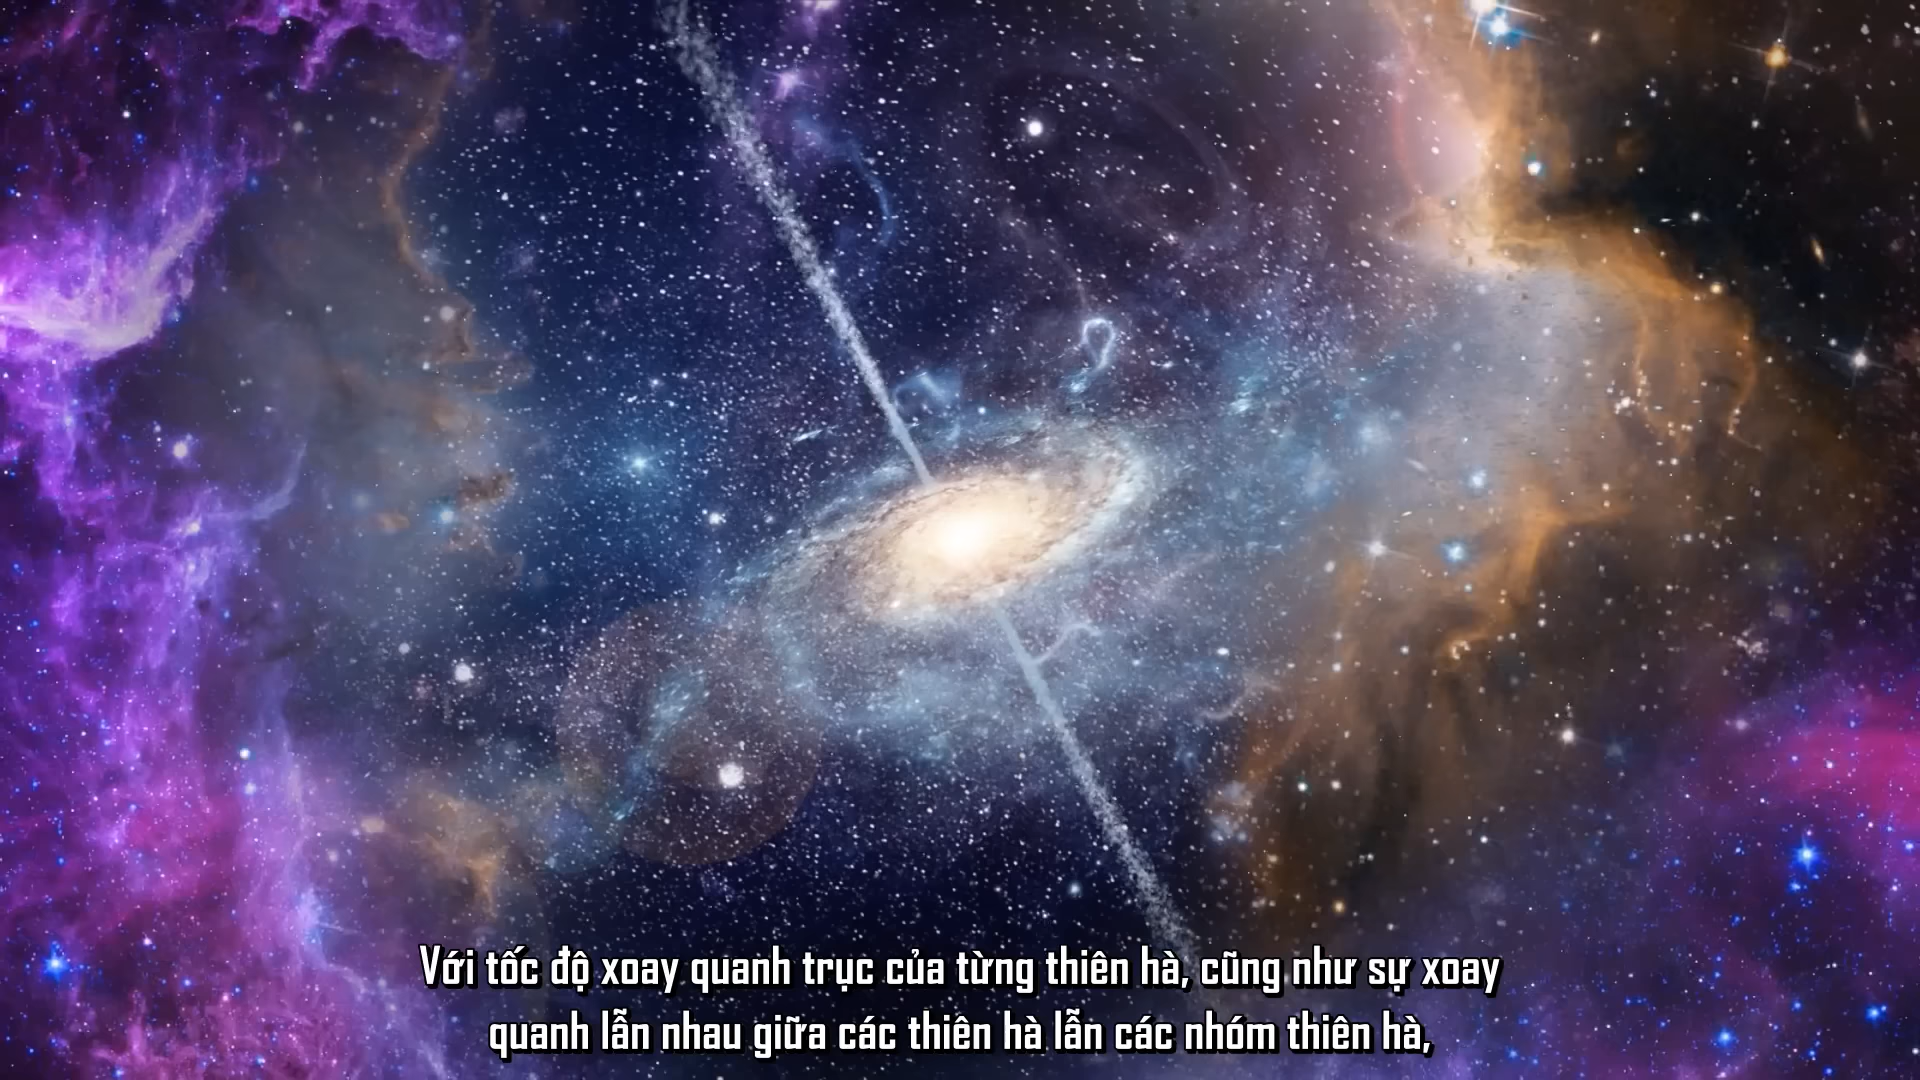 Với tốc độ xoay quanh trục của từng thiên hà, cũng như sự xoay
quanh lẫn nhau giữa các thiên hà lẫn các nhóm thiên hà,